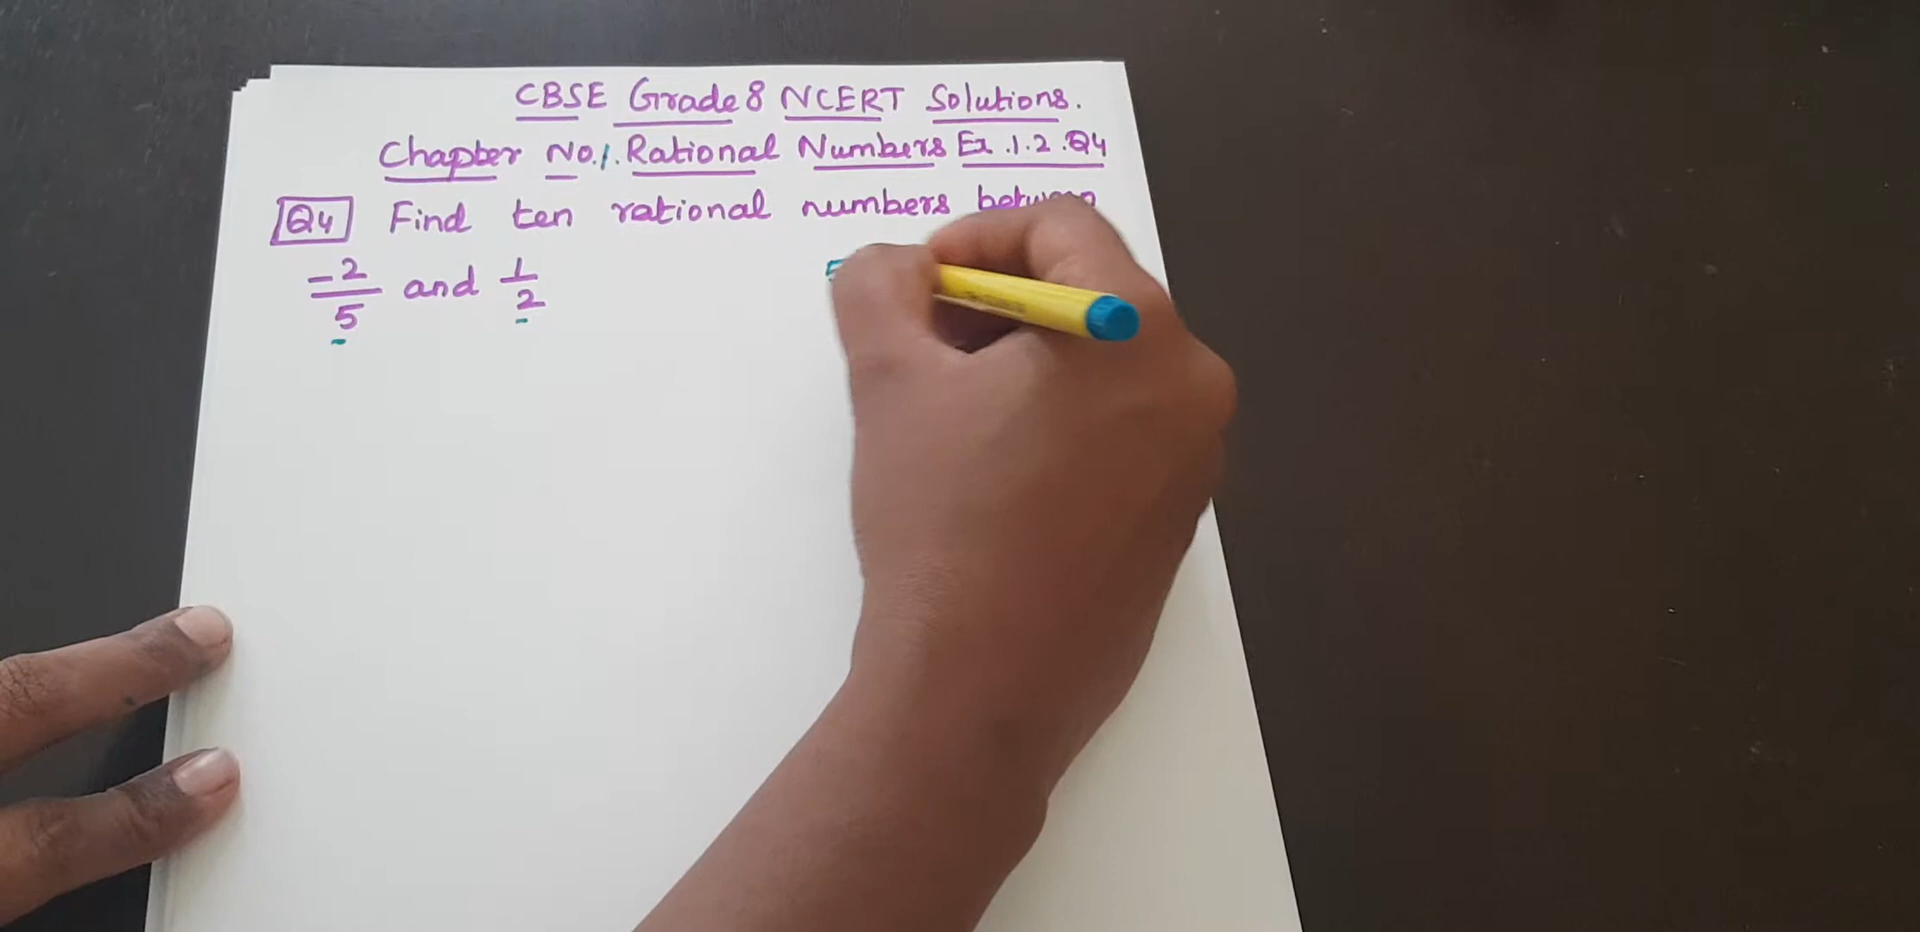 CBSE Grade 8 NCERT Solutions.
Chapter No.1. Rational Numbers Ex.1.2.Q4
Q4 Find ten rational numbers between
-2/5 and 1/2